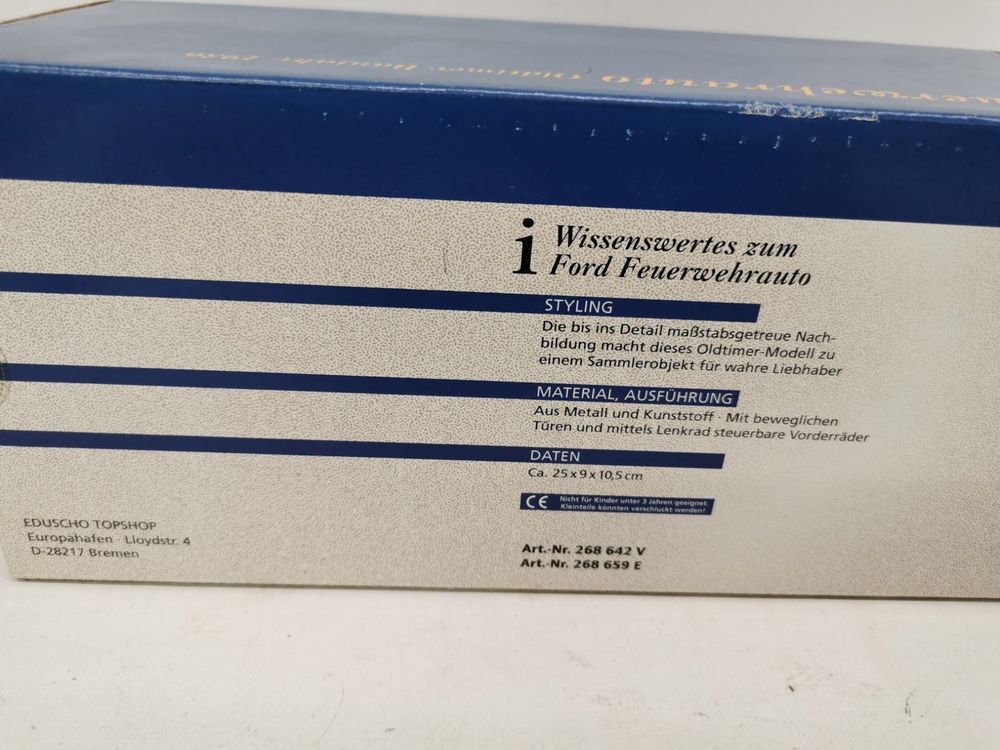 Oldtimer Baujahr 1930
i Wissenswertes zum
Ford Feuerwehrauto
STYLING
Die bis ins Detail maßstabsgetreue Nach-
bildung macht dieses Oldtimer-Modell zu
einem Sammlerobjekt für wahre Liebhaber
MATERIAL, AUSFÜHRUNG
Aus Metall und Kunststoff · Mit beweglichen
Türen und mittels Lenkrad steuerbare Vorderräder
DATEN
Ca. 25 x 9 x 10,5 cm
CE Nicht für Kinder unter 3 Jahren geeignet.
Kleinteile könnten verschluckt werden!
EDUSCHO TOPSHOP
Europahafen · Lloydstr. 4
D-28217 Bremen
Art.-Nr. 268 642 V
Art.-Nr. 268 659 E